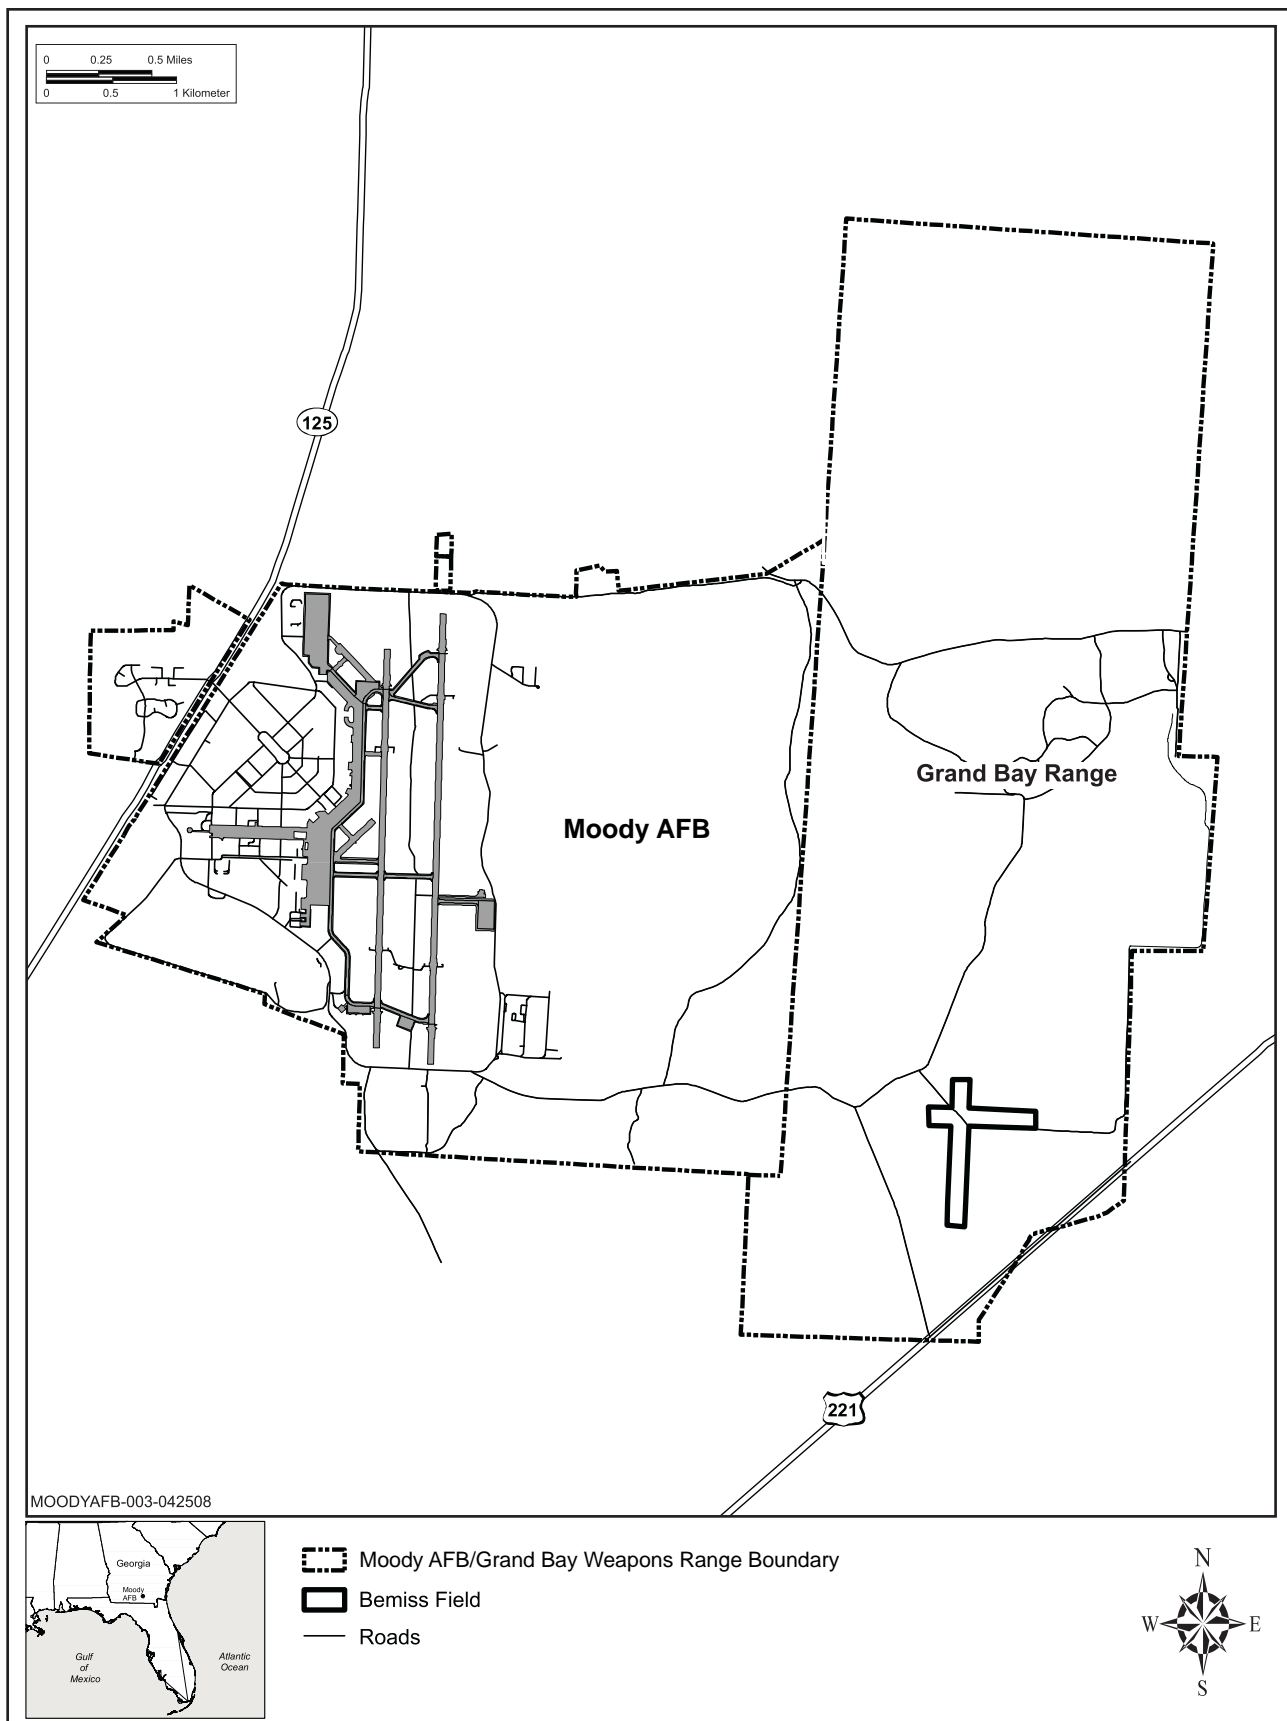 0 0.25 0.5 Miles
0 0.5 1 Kilometer
125
Grand Bay Range
Moody AFB
221
MOODYAFB-003-042508
Georgia
Moody
AFB
Gulf
of
Mexico
Atlantic
Ocean
Moody AFB/Grand Bay Weapons Range Boundary
Bemiss Field
Roads
N
W E
S